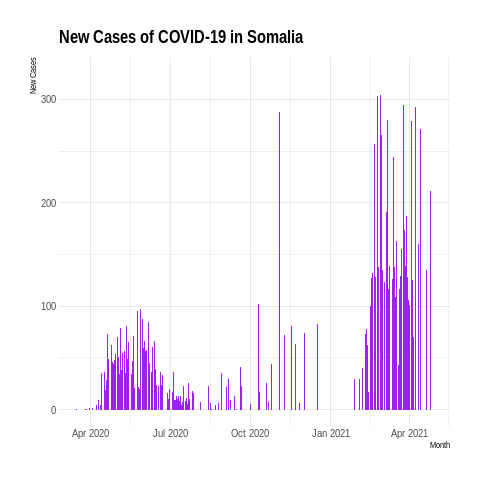 New Cases of COVID-19 in Somalia
New Cases
300
200
100
0
Apr 2020 Jul 2020 Oct 2020 Jan 2021 Apr 2021
Month